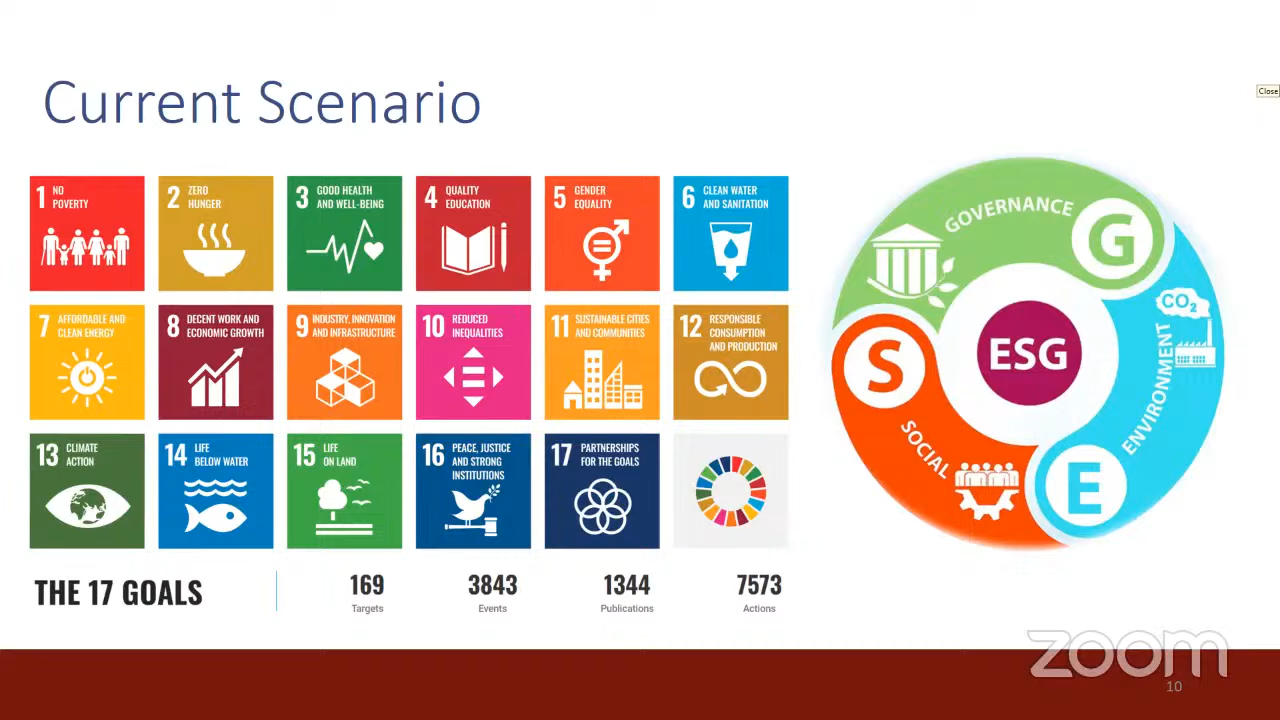 Current Scenario
Close
1 NO
POVERTY
2 ZERO
HUNGER
3 GOOD HEALTH
AND WELL-BEING
4 QUALITY
EDUCATION
5 GENDER
EQUALITY
6 CLEAN WATER
AND SANITATION
7 AFFORDABLE AND
CLEAN ENERGY
8 DECENT WORK AND
ECONOMIC GROWTH
9 INDUSTRY, INNOVATION
AND INFRASTRUCTURE
10 REDUCED
INEQUALITIES
11 SUSTAINABLE CITIES
AND COMMUNITIES
12 RESPONSIBLE
CONSUMPTION
AND PRODUCTION
13 CLIMATE
ACTION
14 LIFE
BELOW WATER
15 LIFE
ON LAND
16 PEACE, JUSTICE
AND STRONG
INSTITUTIONS
17 PARTNERSHIPS
FOR THE GOALS
THE 17 GOALS
169
Targets
3843
Events
1344
Publications
7573
Actions
GOVERNANCE
G
CO2
ESG
S
ENVIRONMENT
SOCIAL
E
zoom
10